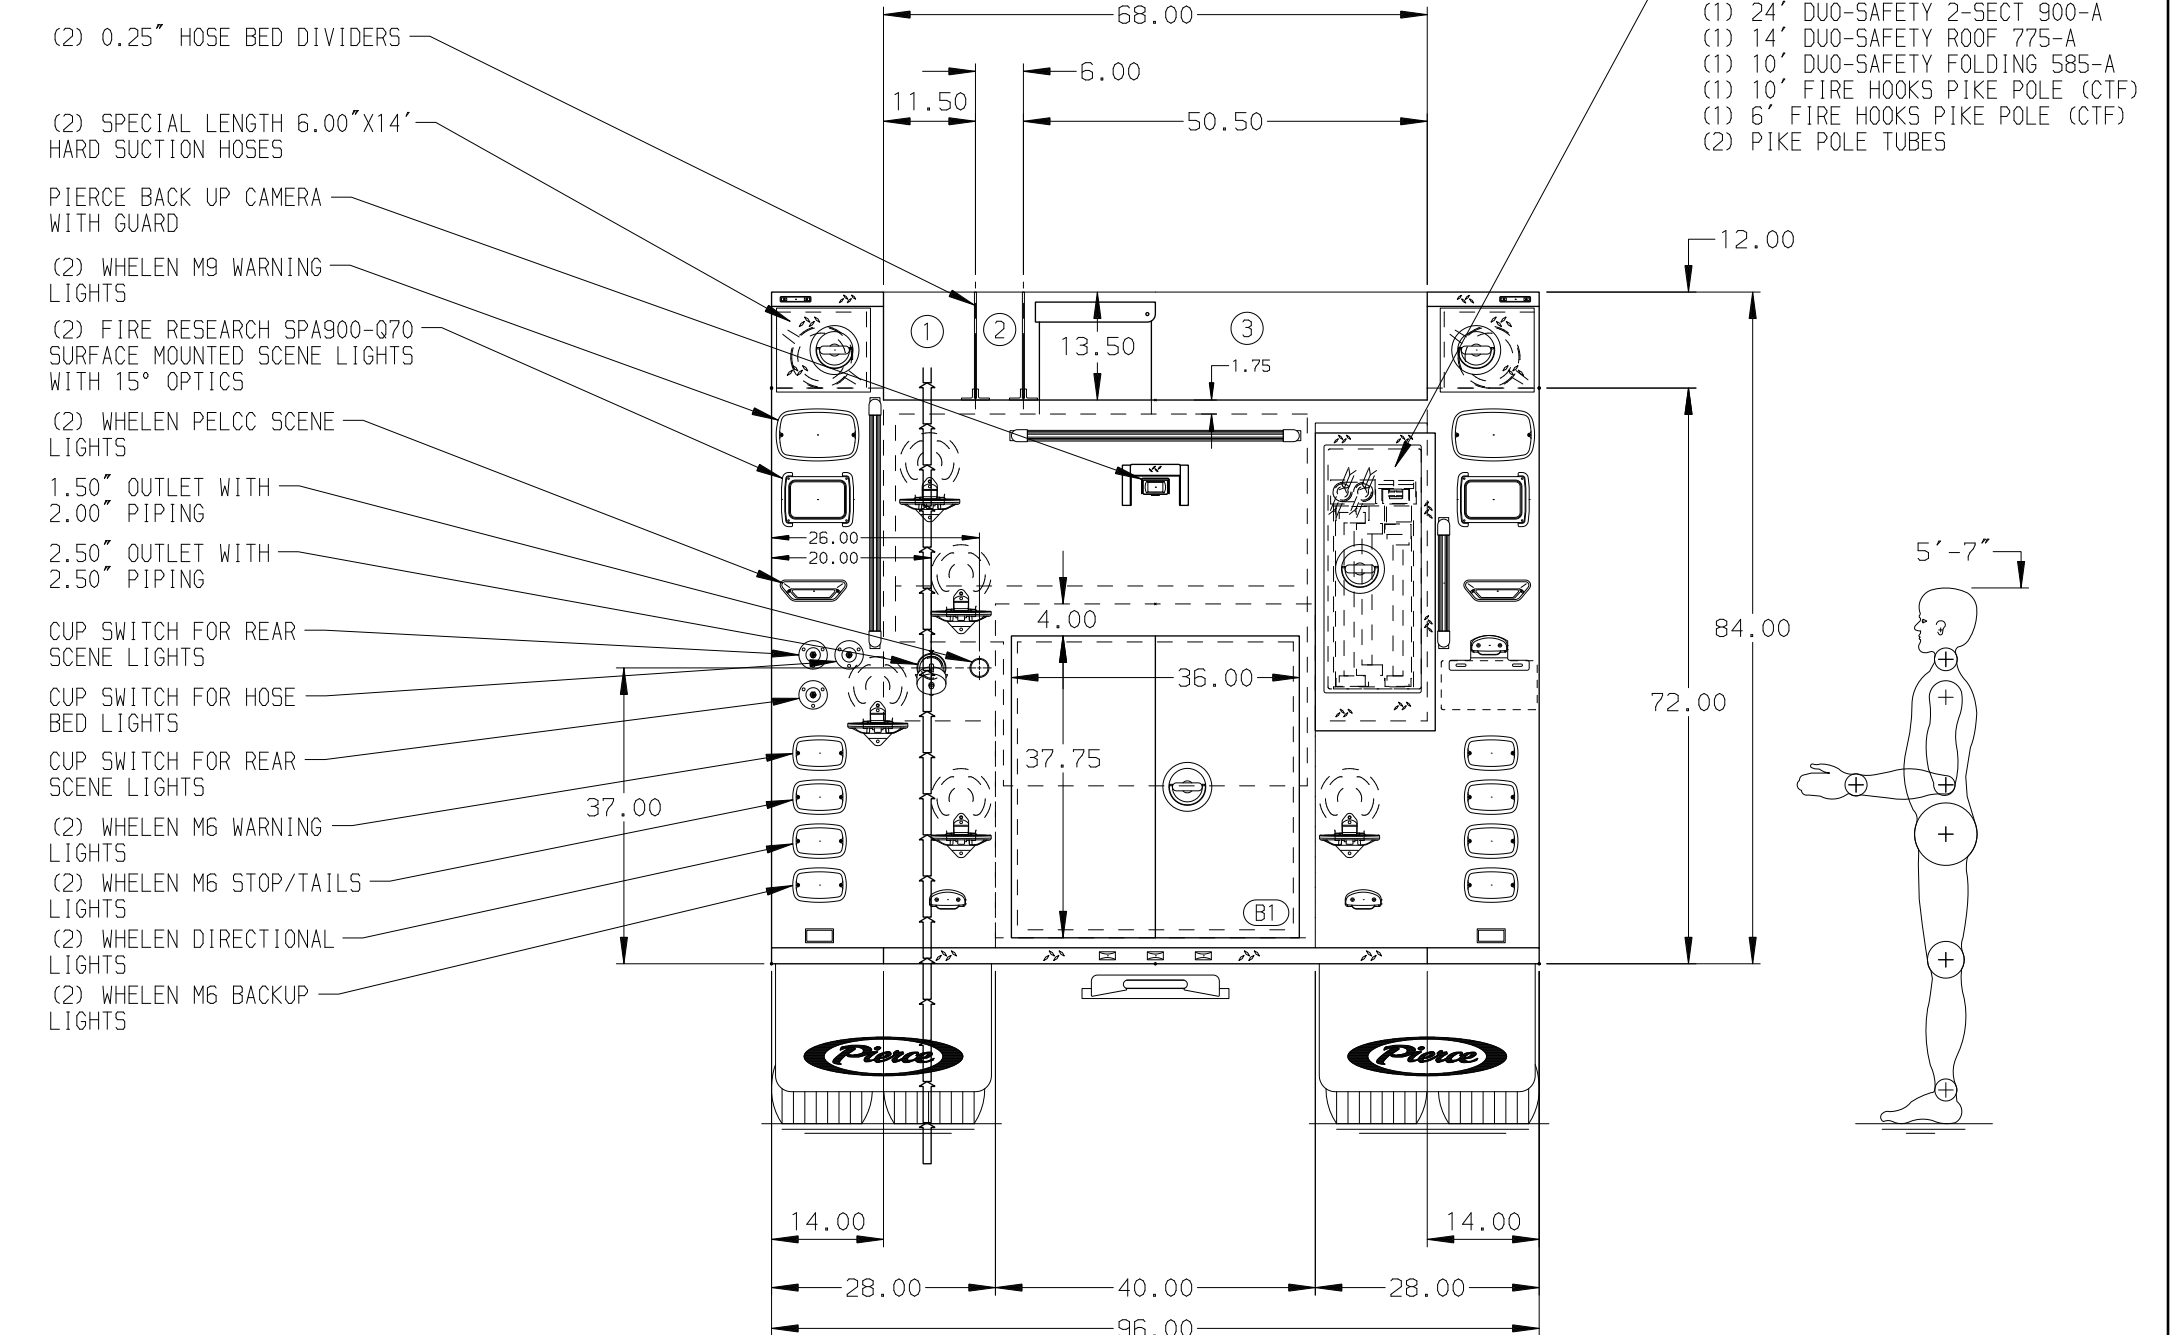 (2) 0.25" HOSE BED DIVIDERS
(2) SPECIAL LENGTH 6.00"X14'
HARD SUCTION HOSES
PIERCE BACK UP CAMERA
WITH GUARD
(2) WHELEN M9 WARNING
LIGHTS
(2) FIRE RESEARCH SPA900-Q70
SURFACE MOUNTED SCENE LIGHTS
WITH 15° OPTICS
(2) WHELEN PELCC SCENE
LIGHTS
1.50" OUTLET WITH
2.00" PIPING
2.50" OUTLET WITH
2.50" PIPING
CUP SWITCH FOR REAR
SCENE LIGHTS
CUP SWITCH FOR HOSE
BED LIGHTS
CUP SWITCH FOR REAR
SCENE LIGHTS
(2) WHELEN M6 WARNING
LIGHTS
(2) WHELEN M6 STOP/TAILS
LIGHTS
(2) WHELEN DIRECTIONAL
LIGHTS
(2) WHELEN M6 BACKUP
LIGHTS
(1) 24' DUO-SAFETY 2-SECT 900-A
(1) 14' DUO-SAFETY ROOF 775-A
(1) 10' DUO-SAFETY FOLDING 585-A
(1) 10' FIRE HOOKS PIKE POLE (CTF)
(1) 6' FIRE HOOKS PIKE POLE (CTF)
(2) PIKE POLE TUBES
68.00
6.00
11.50
50.50
12.00
1
2
3
13.50
1.75
26.00
20.00
4.00
36.00
37.75
37.00
B1
84.00
72.00
5'-7"
Pierce
Pierce
14.00
14.00
28.00
40.00
28.00
96.00